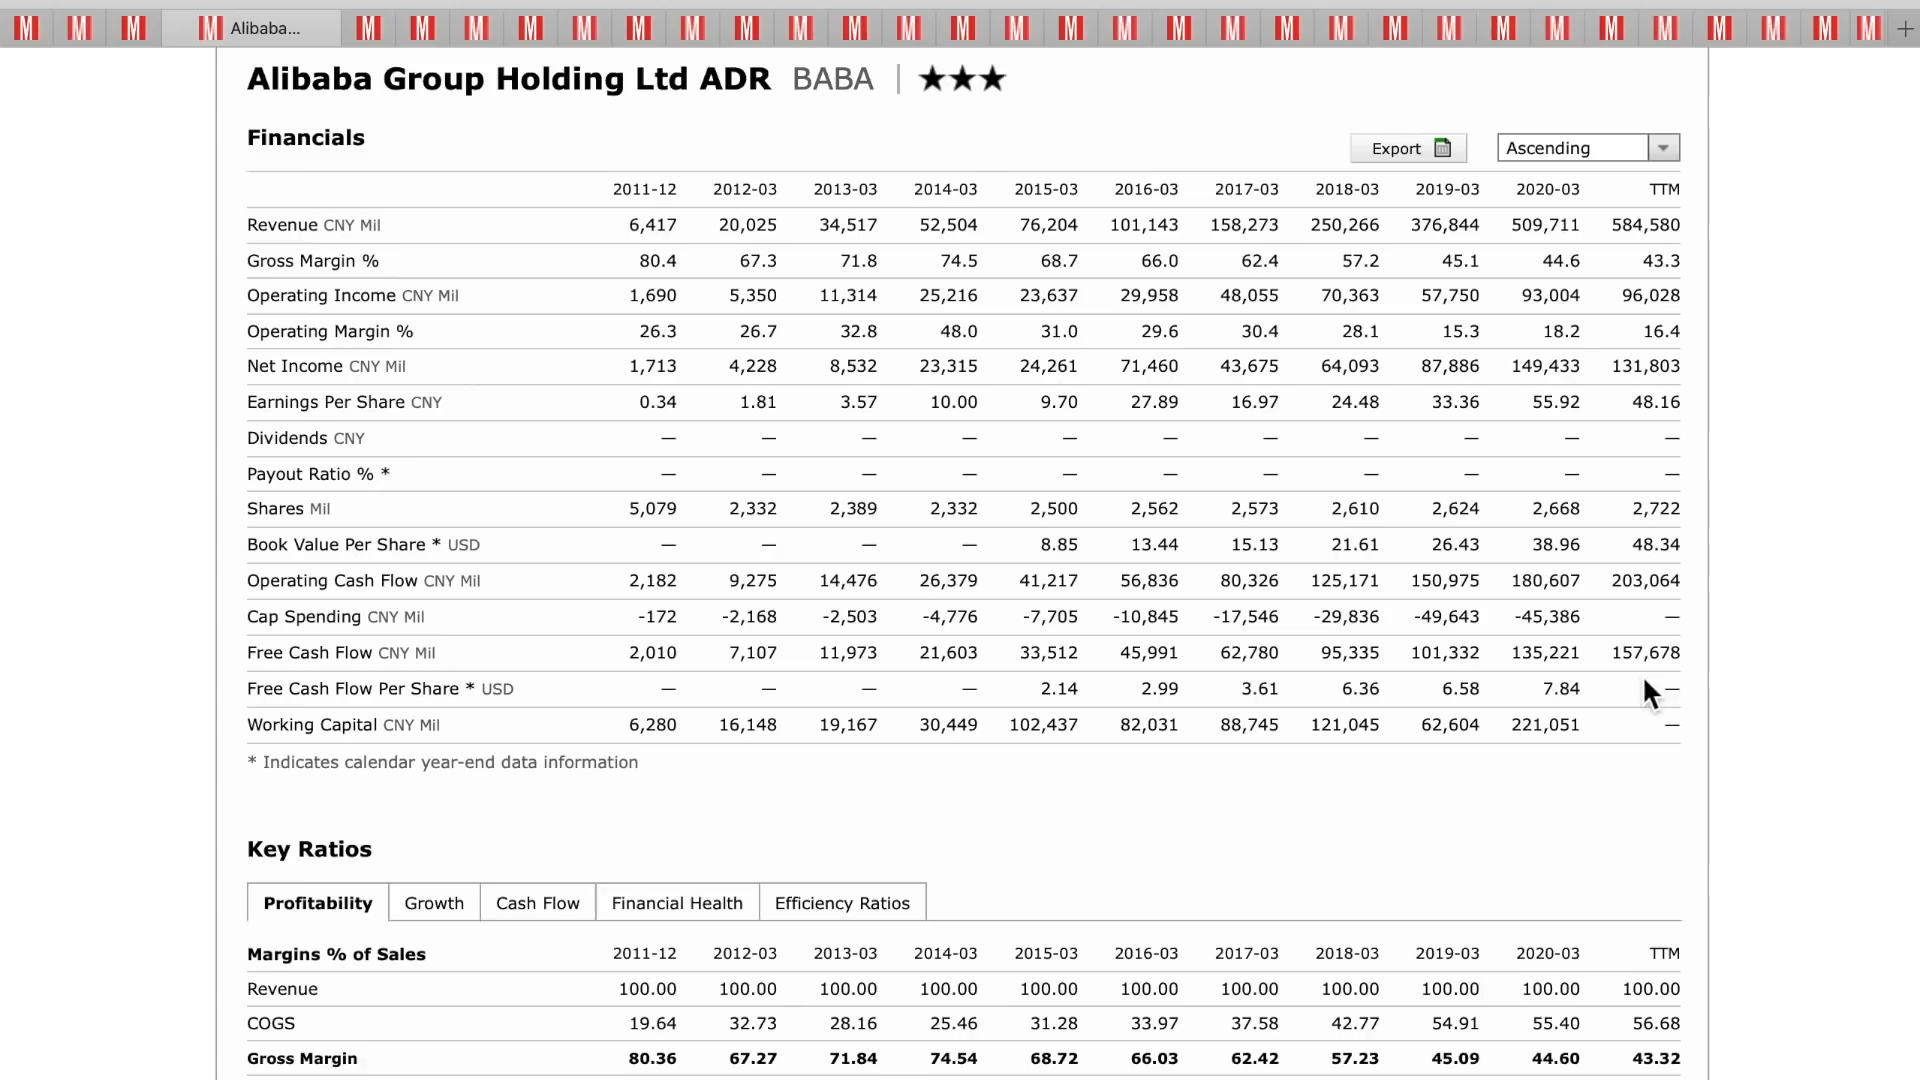 Alibaba...
Alibaba Group Holding Ltd ADR BABA | ★★★
Financials
Export Ascending
2011-12 2012-03 2013-03 2014-03 2015-03 2016-03 2017-03 2018-03 2019-03 2020-03 TTM
Revenue CNY Mil 6,417 20,025 34,517 52,504 76,204 101,143 158,273 250,266 376,844 509,711 584,580
Gross Margin % 80.4 67.3 71.8 74.5 68.7 66.0 62.4 57.2 45.1 44.6 43.3
Operating Income CNY Mil 1,690 5,350 11,314 25,216 23,637 29,958 48,055 70,363 57,750 93,004 96,028
Operating Margin % 26.3 26.7 32.8 48.0 31.0 29.6 30.4 28.1 15.3 18.2 16.4
Net Income CNY Mil 1,713 4,228 8,532 23,315 24,261 71,460 43,675 64,093 87,886 149,433 131,803
Earnings Per Share CNY 0.34 1.81 3.57 10.00 9.70 27.89 16.97 24.48 33.36 55.92 48.16
Dividends CNY — — — — — — — — — — —
Payout Ratio % * — — — — — — — — — — —
Shares Mil 5,079 2,332 2,389 2,332 2,500 2,562 2,573 2,610 2,624 2,668 2,722
Book Value Per Share * USD — — — — 8.85 13.44 15.13 21.61 26.43 38.96 48.34
Operating Cash Flow CNY Mil 2,182 9,275 14,476 26,379 41,217 56,836 80,326 125,171 150,975 180,607 203,064
Cap Spending CNY Mil -172 -2,168 -2,503 -4,776 -7,705 -10,845 -17,546 -29,836 -49,643 -45,386 —
Free Cash Flow CNY Mil 2,010 7,107 11,973 21,603 33,512 45,991 62,780 95,335 101,332 135,221 157,678
Free Cash Flow Per Share * USD — — — — 2.14 2.99 3.61 6.36 6.58 7.84 —
Working Capital CNY Mil 6,280 16,148 19,167 30,449 102,437 82,031 88,745 121,045 62,604 221,051 —
* Indicates calendar year-end data information
Key Ratios
Profitability Growth Cash Flow Financial Health Efficiency Ratios
Margins % of Sales 2011-12 2012-03 2013-03 2014-03 2015-03 2016-03 2017-03 2018-03 2019-03 2020-03 TTM
Revenue 100.00 100.00 100.00 100.00 100.00 100.00 100.00 100.00 100.00 100.00 100.00
COGS 19.64 32.73 28.16 25.46 31.28 33.97 37.58 42.77 54.91 55.40 56.68
Gross Margin 80.36 67.27 71.84 74.54 68.72 66.03 62.42 57.23 45.09 44.60 43.32